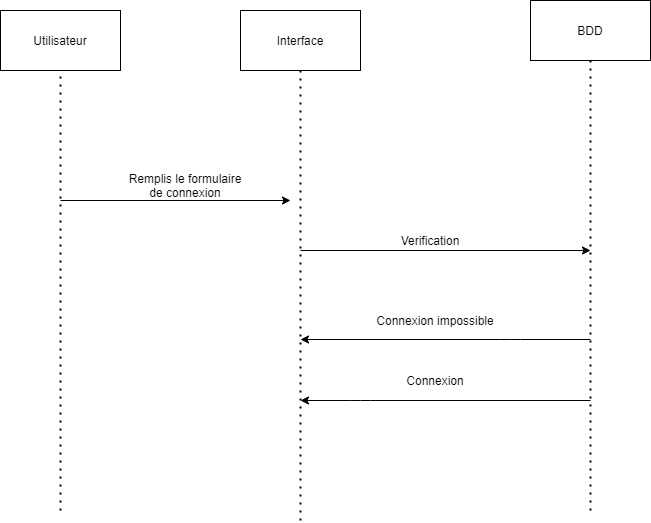 Utilisateur
Interface
BDD
Remplis le formulaire
de connexion
Verification
Connexion impossible
Connexion